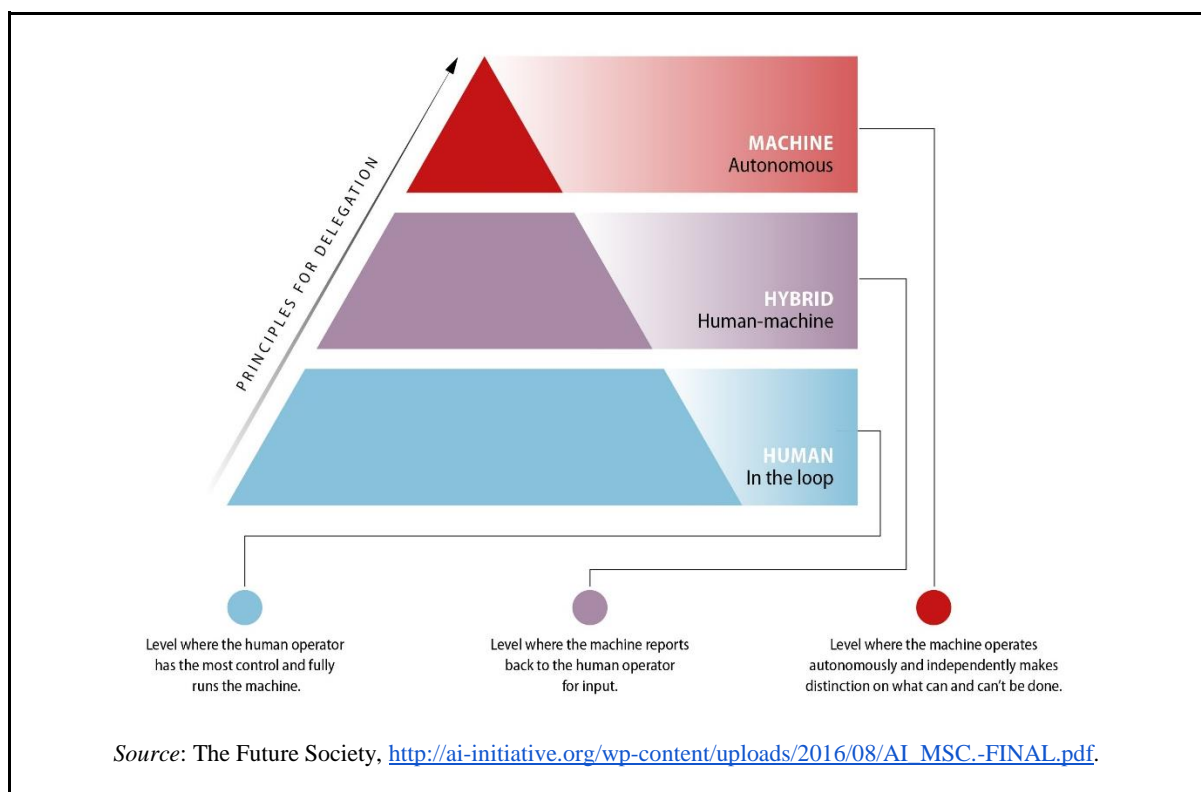 PRINCIPLES FOR DELEGATION
MACHINE
Autonomous
HYBRID
Human-machine
HUMAN
In the loop
Level where the human operator
has the most control and fully
runs the machine.
Level where the machine reports
back to the human operator
for input.
Level where the machine operates
autonomously and independently makes
distinction on what can and can't be done.
Source: The Future Society, http://ai-initiative.org/wp-content/uploads/2016/08/AI_MSC.-FINAL.pdf.